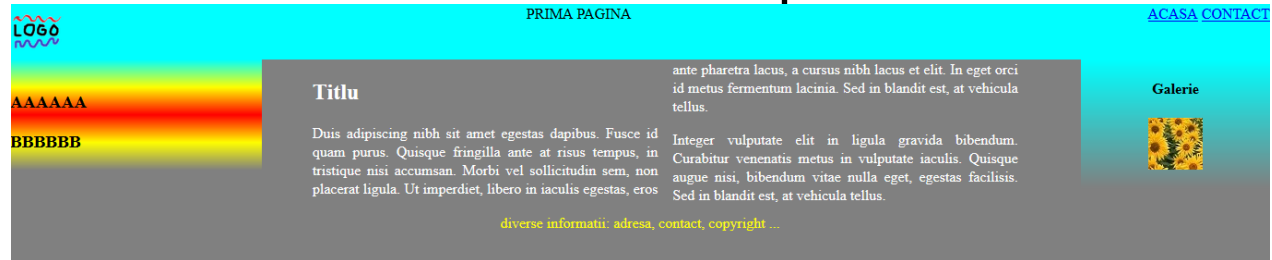 LOGO
PRIMA PAGINA
ACASA CONTACT
AAAAAA
BBBBBB
Titlu
Duis adipiscing nibh sit amet egestas dapibus. Fusce id
quam purus. Quisque fringilla ante at risus tempus, in
tristique nisi accumsan. Morbi vel sollicitudin sem, non
placerat ligula. Ut imperdiet, libero in iaculis egestas, eros
ante pharetra lacus, a cursus nibh lacus et elit. In eget orci
id metus fermentum lacinia. Sed in blandit est, at vehicula
tellus.
Integer vulputate elit in ligula gravida bibendum.
Curabitur venenatis metus in vulputate iaculis. Quisque
augue nisi, bibendum vitae nulla eget, egestas facilisis.
Sed in blandit est, at vehicula tellus.
Galerie
diverse informatii: adresa, contact, copyright ...